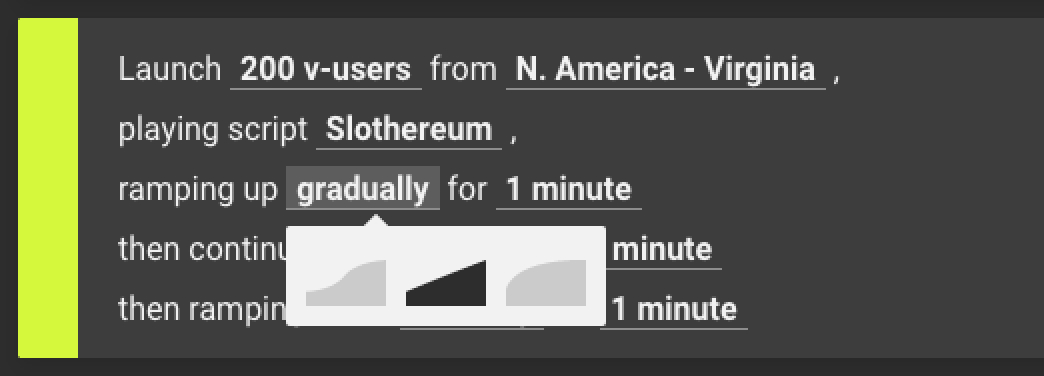 Launch 200 v-users from N. America - Virginia ,
playing script Slothereum ,
ramping up gradually for 1 minute
then continu minute
then rampin 1 minute